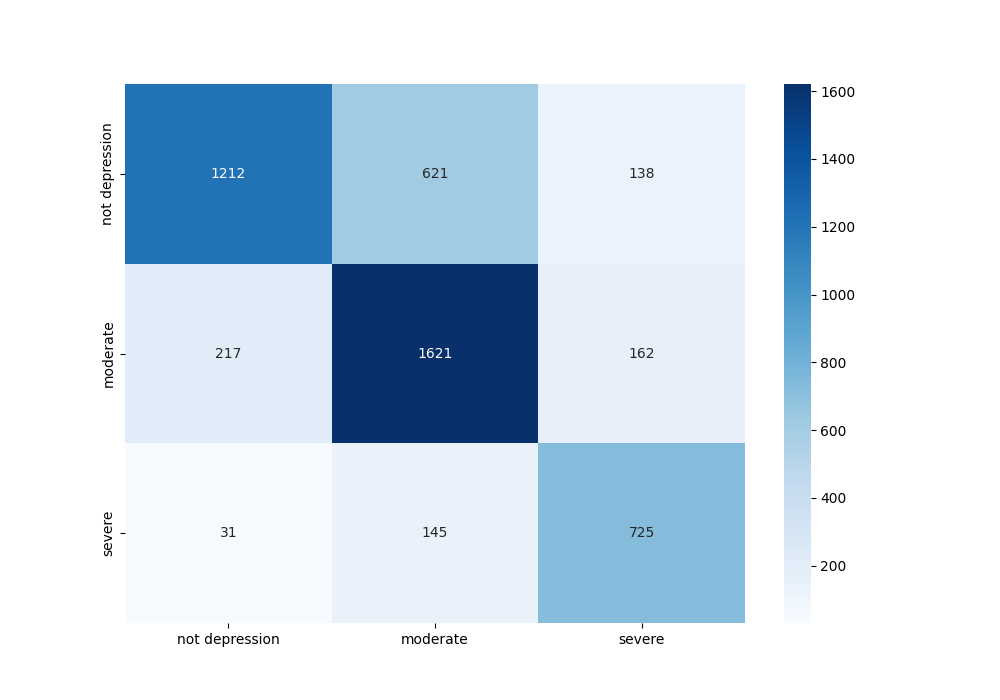 not depression
1212 621 138
moderate
217 1621 162
severe
31 145 725
not depression moderate severe
1600
1400
1200
1000
800
600
400
200